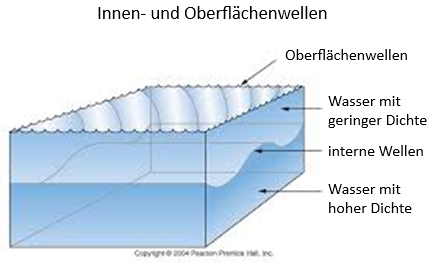 Innen- und Oberflächenwellen
Oberflächenwellen
Wasser mit
geringer Dichte
interne Wellen
Wasser mit
hoher Dichte
Copyright © 2004 Pearson Prentice Hall, Inc.